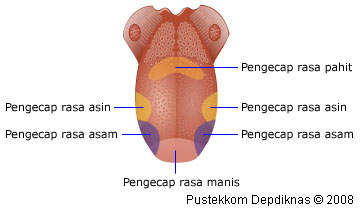 Pengecap rasa pahit
Pengecap rasa asin
Pengecap rasa asin
Pengecap rasa asam
Pengecap rasa asam
Pengecap rasa manis
Pustekkom Depdiknas © 2008